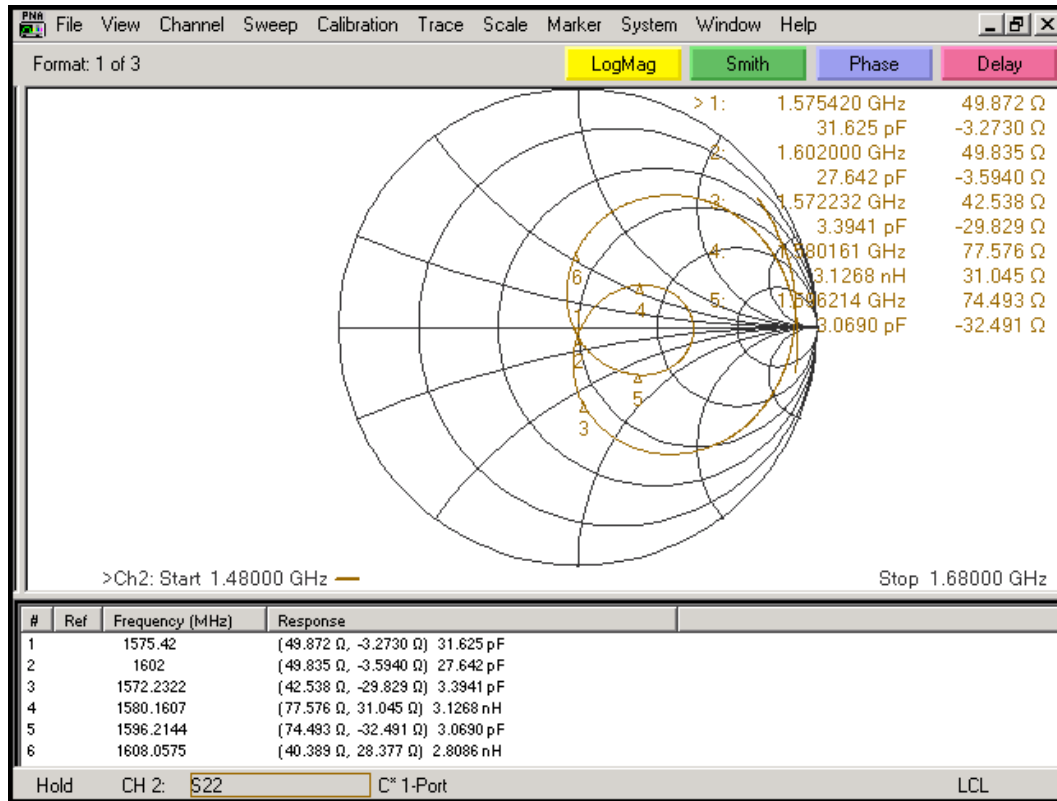 PNA File View Channel Sweep Calibration Trace Scale Marker System Window Help
Format: 1 of 3 LogMag Smith Phase Delay
> 1: 1.575420 GHz 49.872 Ω
31.625 pF -3.2730 Ω
2: 1.602000 GHz 49.835 Ω
27.642 pF -3.5940 Ω
3: 1.572232 GHz 42.538 Ω
3.3941 pF -29.829 Ω
4: 1.580161 GHz 77.576 Ω
3.1268 nH 31.045 Ω
5: 1.596214 GHz 74.493 Ω
3.0690 pF -32.491 Ω
6
4
1
2
5
3
>Ch2: Start 1.48000 GHz Stop 1.68000 GHz
# Ref Frequency (MHz) Response
1 1575.42 (49.872 Ω, -3.2730 Ω) 31.625 pF
2 1602 (49.835 Ω, -3.5940 Ω) 27.642 pF
3 1572.2322 (42.538 Ω, -29.829 Ω) 3.3941 pF
4 1580.1607 (77.576 Ω, 31.045 Ω) 3.1268 nH
5 1596.2144 (74.493 Ω, -32.491 Ω) 3.0690 pF
6 1608.0575 (40.389 Ω, 28.377 Ω) 2.8086 nH
Hold CH 2: S22 C* 1-Port LCL